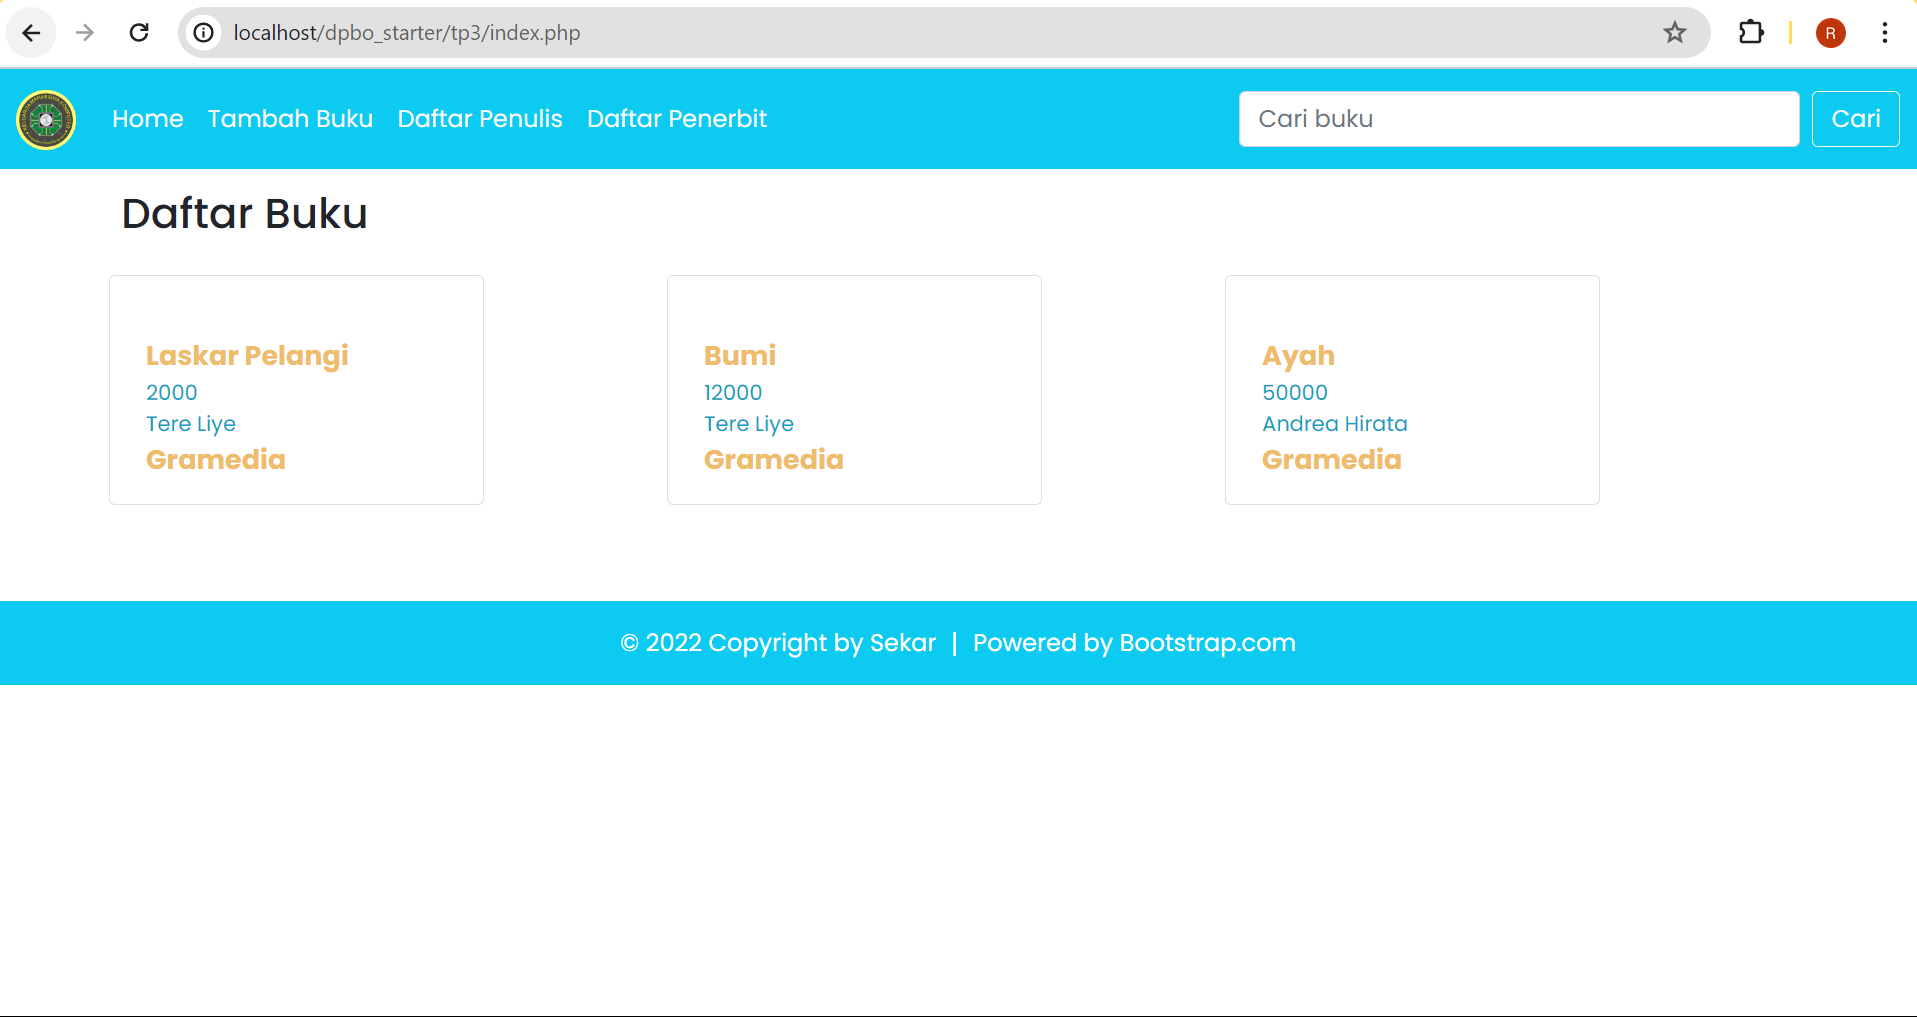 localhost/dpbo_starter/tp3/index.php
R
Home Tambah Buku Daftar Penulis Daftar Penerbit
Cari buku
Cari
Daftar Buku
Laskar Pelangi
2000
Tere Liye
Gramedia
Bumi
12000
Tere Liye
Gramedia
Ayah
50000
Andrea Hirata
Gramedia
© 2022 Copyright by Sekar | Powered by Bootstrap.com